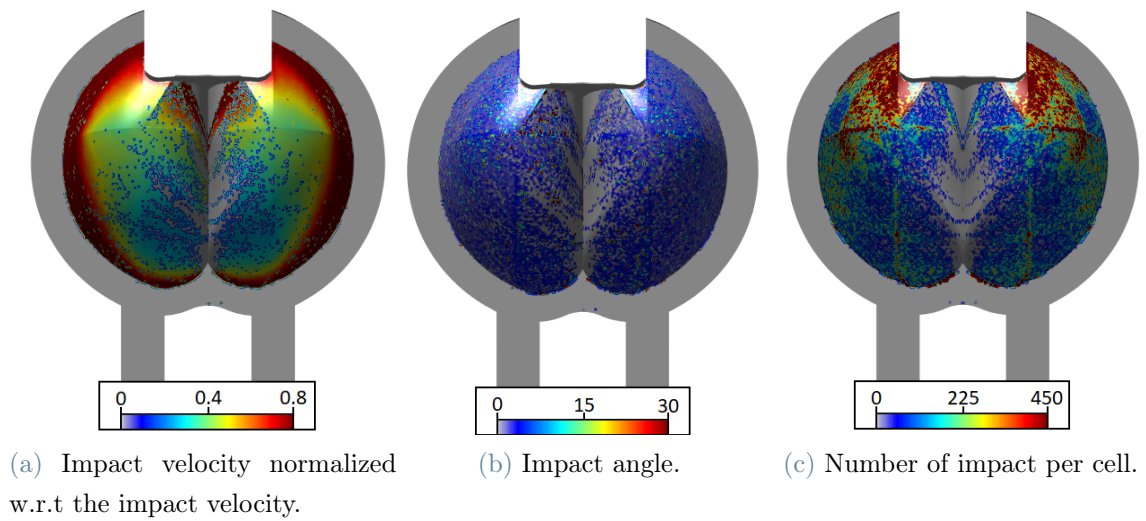 0 0.4 0.8
0 15 30
0 225 450
(a) Impact velocity normalized
w.r.t the impact velocity.
(b) Impact angle.
(c) Number of impact per cell.